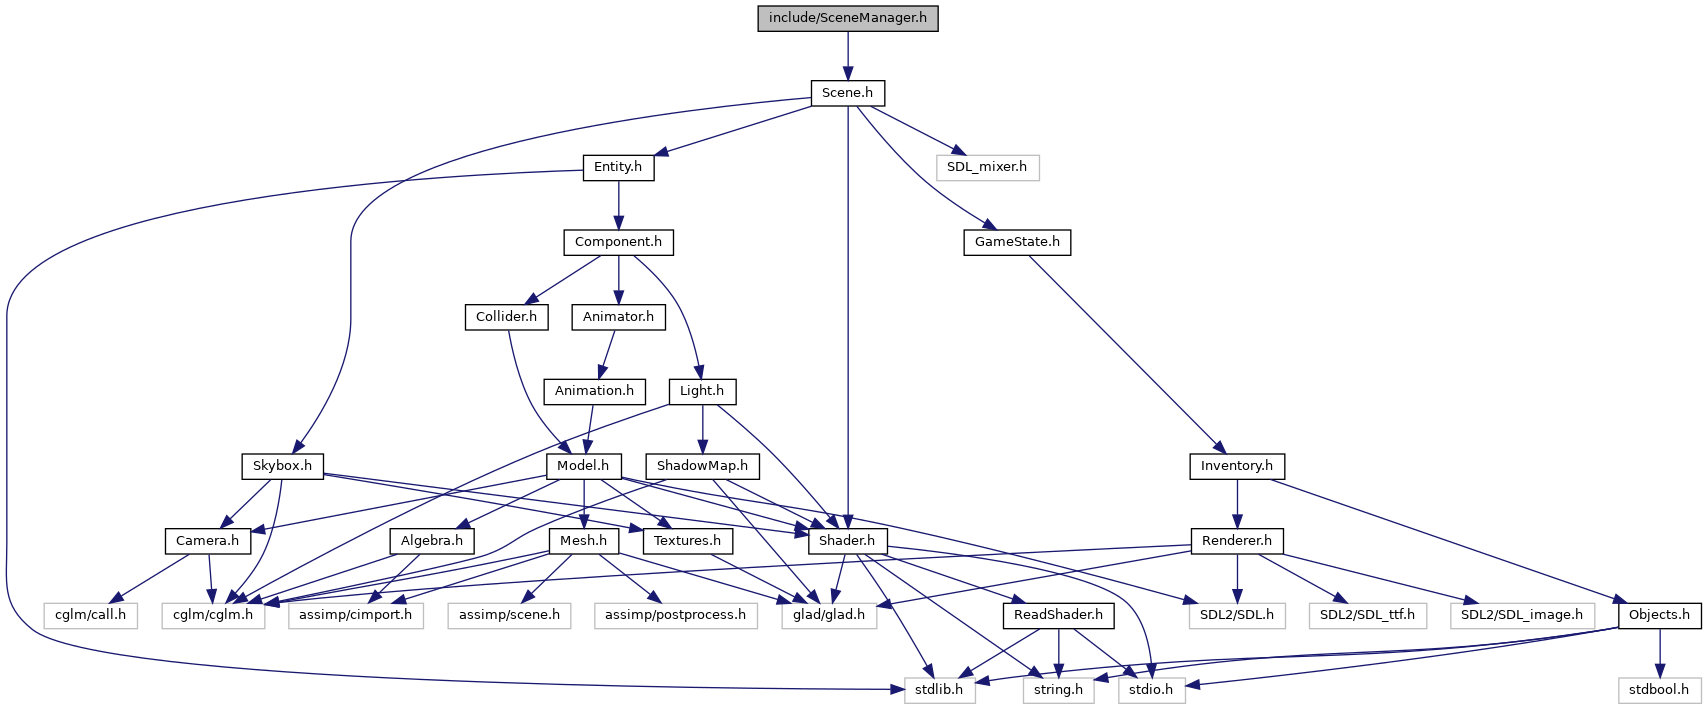 include/SceneManager.h
Scene.h
Entity.h
SDL_mixer.h
Component.h
GameState.h
Collider.h
Animator.h
Animation.h
Light.h
Skybox.h
Model.h
ShadowMap.h
Inventory.h
Camera.h
Algebra.h
Mesh.h
Textures.h
Shader.h
Renderer.h
cglm/call.h
cglm/cglm.h
assimp/cimport.h
assimp/scene.h
assimp/postprocess.h
glad/glad.h
ReadShader.h
SDL2/SDL.h
SDL2/SDL_ttf.h
SDL2/SDL_image.h
Objects.h
stdlib.h
string.h
stdio.h
stdbool.h